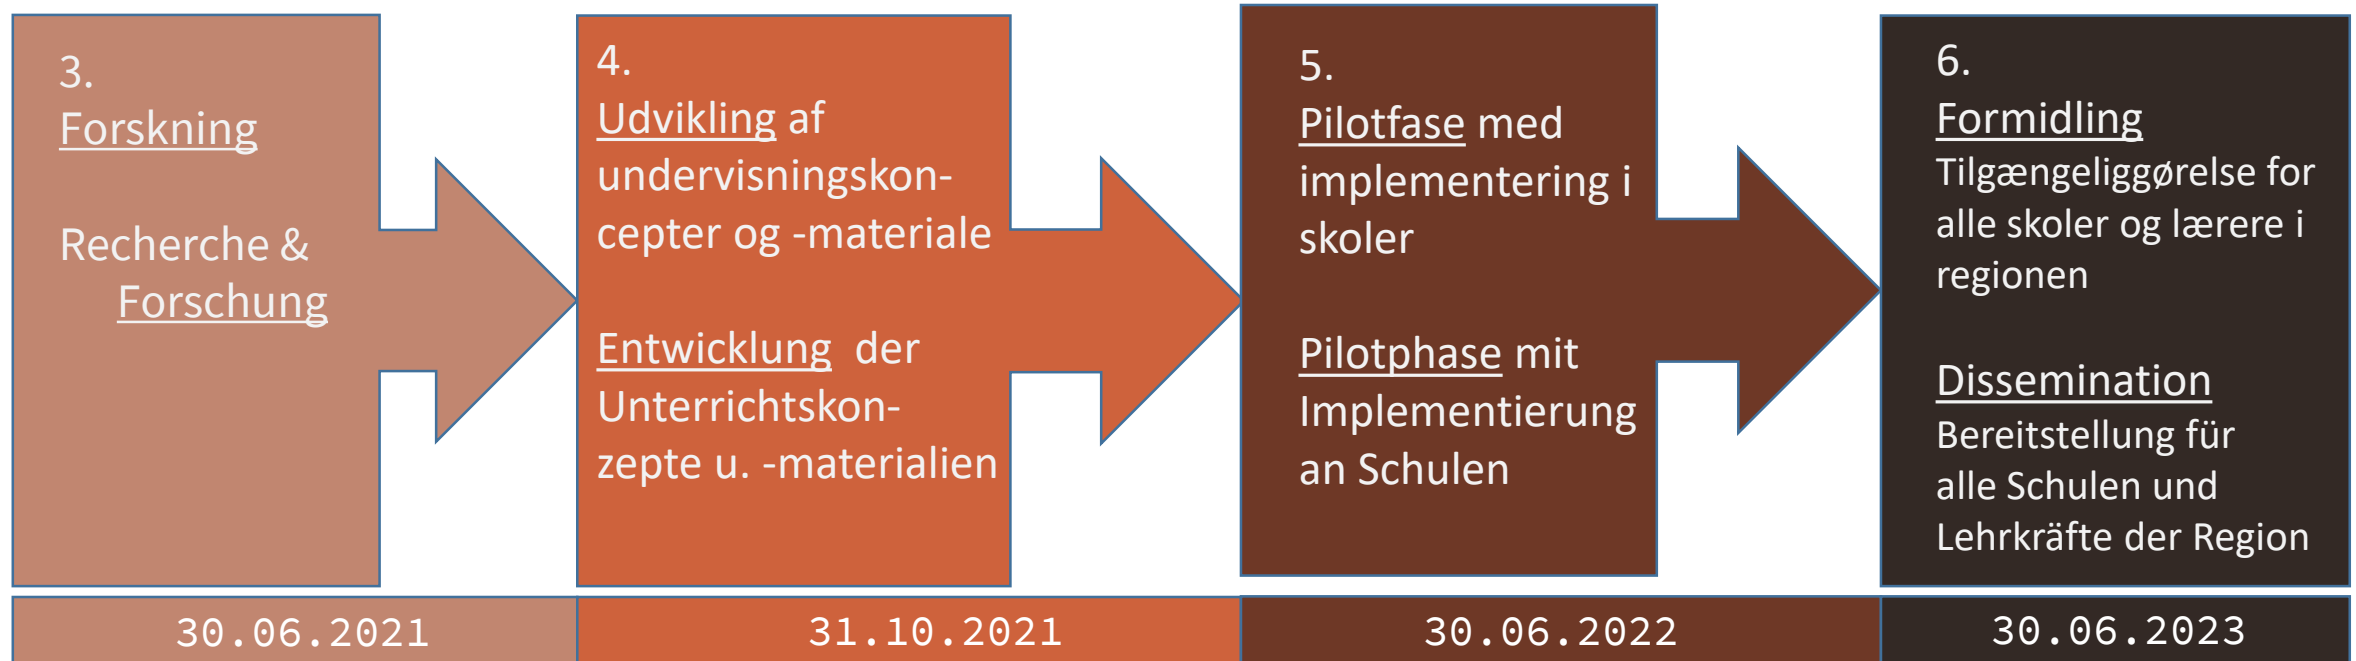 3.
Forskning
Recherche &
Forschung
4.
Udvikling af
undervisningskon-
cepter og -materiale
Entwicklung der
Unterrichtskon-
zepte u. -materialien
5.
Pilotfase med
implementering i
skoler
Pilotphase mit
Implementierung
an Schulen
6.
Formidling
Tilgængeliggørelse for
alle skoler og lærere i
regionen
Dissemination
Bereitstellung für
alle Schulen und
Lehrkräfte der Region
30.06.2021
31.10.2021
30.06.2022
30.06.2023